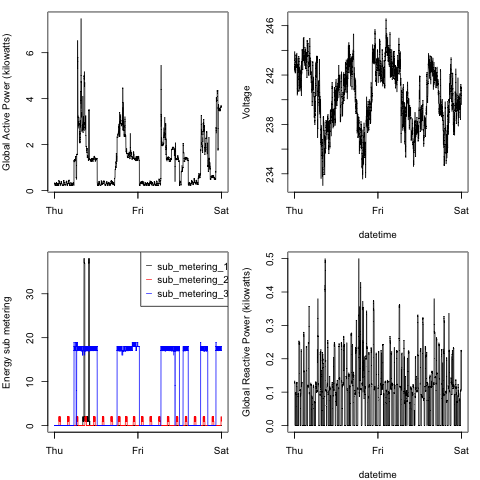 Global Active Power (kilowatts)
0 2 4 6
Thu Fri Sat
Voltage
234 238 242 246
Thu Fri Sat
datetime
Energy sub metering
0 10 20 30
sub_metering_1
sub_metering_2
sub_metering_3
Thu Fri Sat
Global Reactive Power (kilowatts)
0.0 0.1 0.2 0.3 0.4 0.5
Thu Fri Sat
datetime